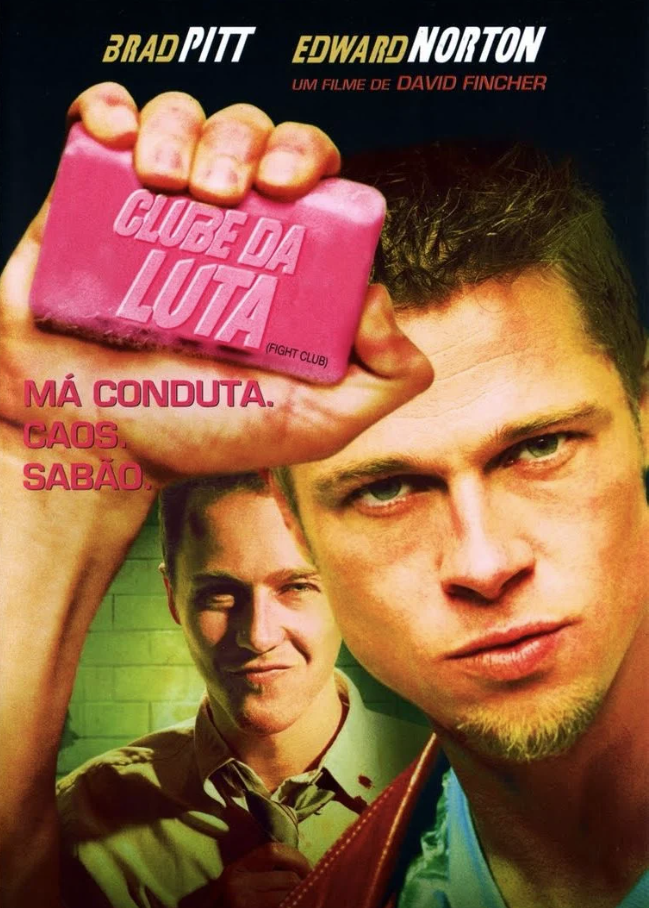 BRAD PITT EDWARD NORTON
UM FILME DE DAVID FINCHER
CLUBE DA
LUTA
(FIGHT CLUB)
MÁ CONDUTA.
CAOS.
SABÃO.